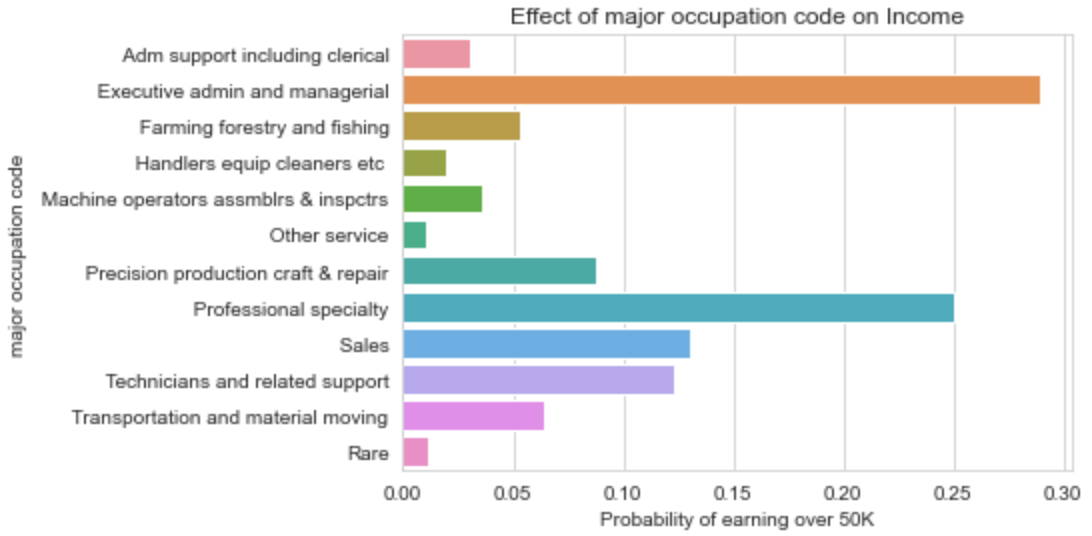 Effect of major occupation code on Income
major occupation code
Adm support including clerical
Executive admin and managerial
Farming forestry and fishing
Handlers equip cleaners etc
Machine operators assmblrs & inspctrs
Other service
Precision production craft & repair
Professional specialty
Sales
Technicians and related support
Transportation and material moving
Rare
0.00 0.05 0.10 0.15 0.20 0.25 0.30
Probability of earning over 50K